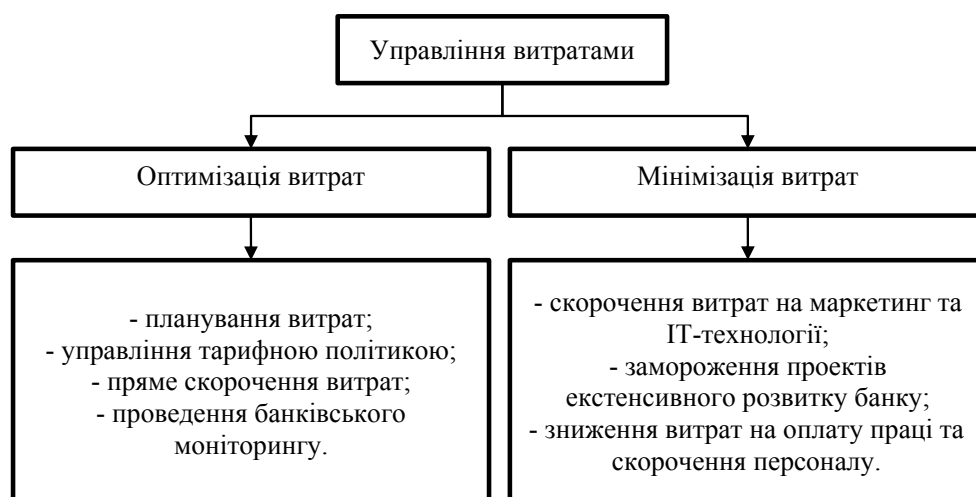 Управління витратами
Оптимізація витрат
Мінімізація витрат
- планування витрат;
- управління тарифною політикою;
- пряме скорочення витрат;
- проведення банківського
моніторингу.
- скорочення витрат на маркетинг та
ІТ-технології;
- замороження проектів
екстенсивного розвитку банку;
- зниження витрат на оплату праці та
скорочення персоналу.